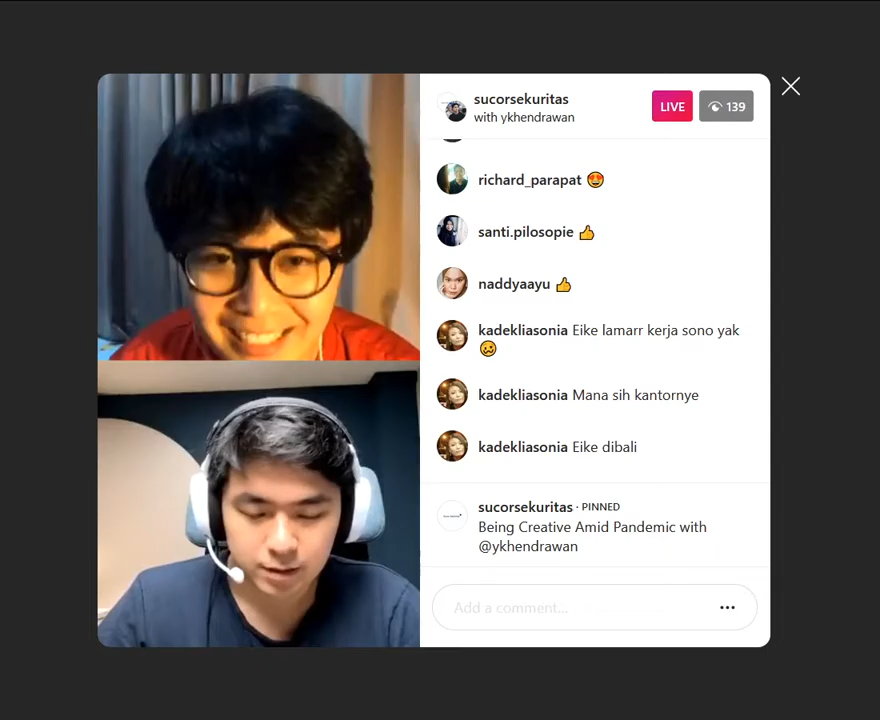 sucorsekuritas
with ykhendrawan
LIVE
139
richard_parapat 😍
santi.pilosopie 👍
naddyaayu 👍
kadekliasonia Eike lamarr kerja sono yak
🥴
kadekliasonia Mana sih kantornye
kadekliasonia Eike dibali
sucorsekuritas · PINNED
Being Creative Amid Pandemic with
@ykhendrawan
Add a comment...